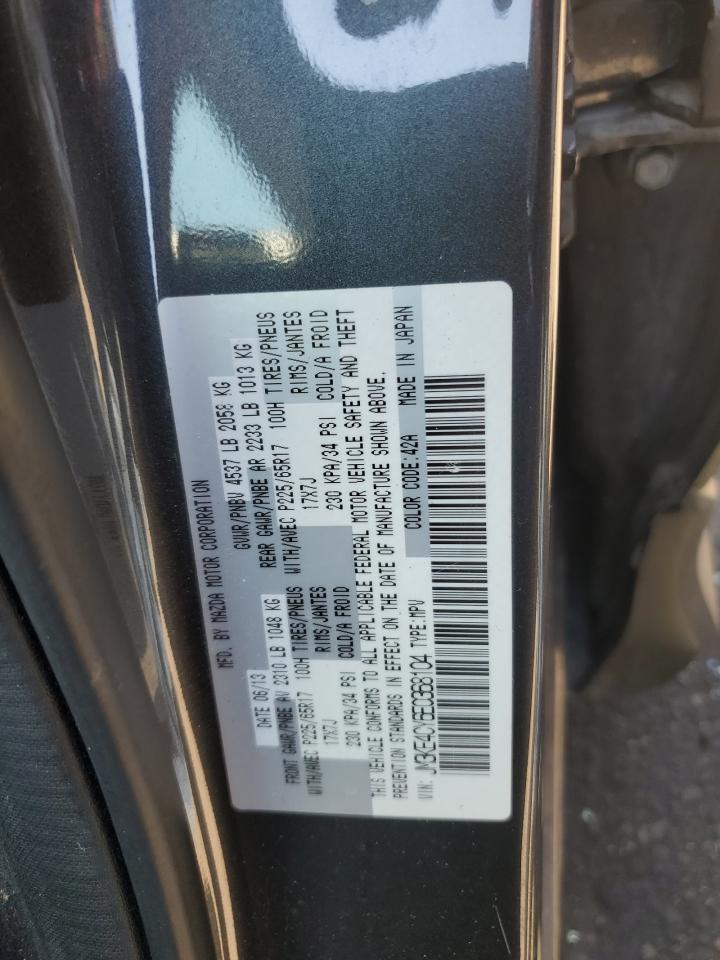 MFD. BY MAZDA MOTOR CORPORATION
DATE 06/13 GVWR/PNBV 4537 LB 2058 KG
FRONT GAWR/PNBE AV 2310 LB 1048 KG REAR GAWR/PNBE AR 2233 LB 1013 KG
WITH/AVEC P225/65R17 100H TIRES/PNEUS WITH/AVEC P225/65R17 100H TIRES/PNEUS
17X7J RIMS/JANTES 17X7J RIMS/JANTES
230 KPA/34 PSI COLD/A FROID 230 KPA/34 PSI COLD/A FROID
THIS VEHICLE CONFORMS TO ALL APPLICABLE FEDERAL MOTOR VEHICLE SAFETY AND THEFT
PREVENTION STANDARDS IN EFFECT ON THE DATE OF MANUFACTURE SHOWN ABOVE.
VIN: JM3KE4CY6E0368104 TYPE:MPV COLOR CODE:42A MADE IN JAPAN